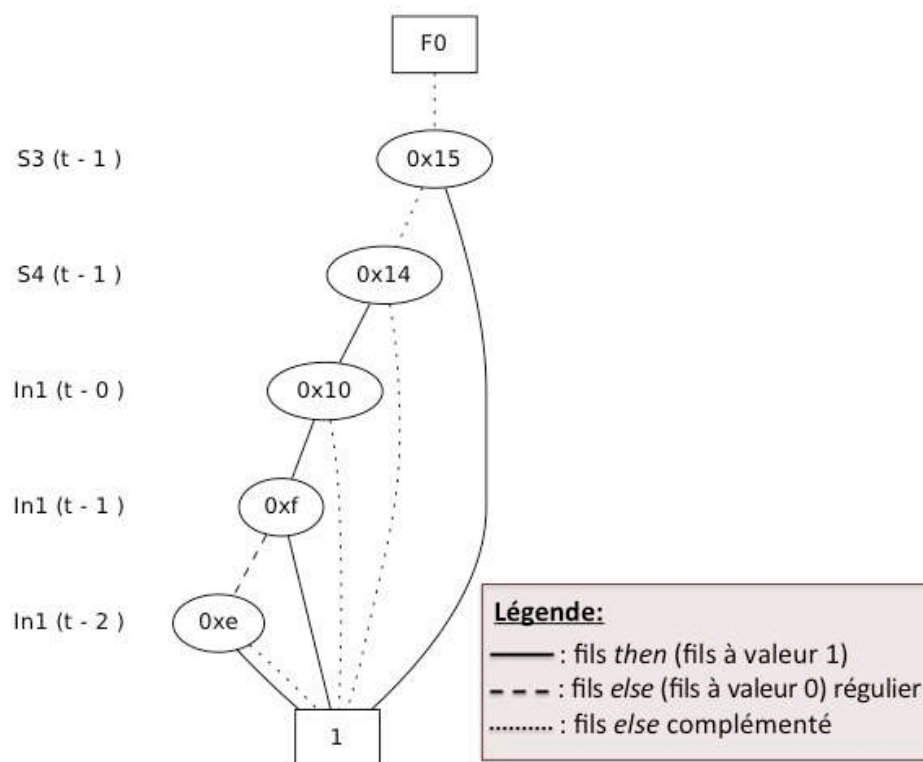 F0
S3 (t - 1 )
0x15
S4 (t - 1 )
0x14
In1 (t - 0 )
0x10
In1 (t - 1 )
0xf
In1 (t - 2 )
0xe
1
Légende:
: fils then (fils à valeur 1)
: fils else (fils à valeur 0) régulier
: fils else complémenté